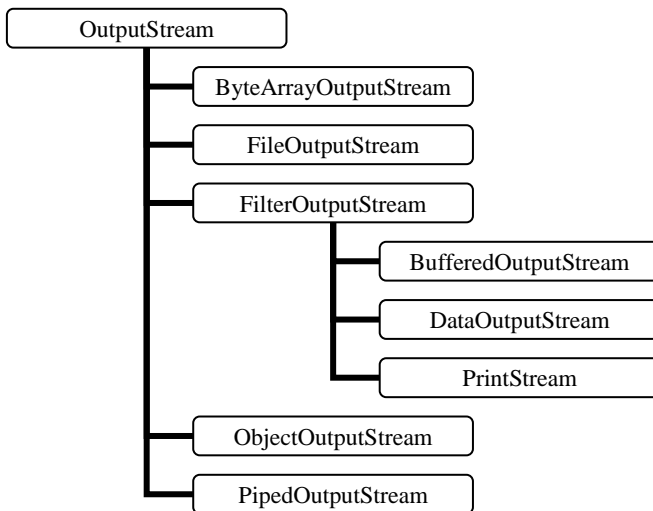 OutputStream
ByteArrayOutputStream
FileOutputStream
FilterOutputStream
BufferedOutputStream
DataOutputStream
PrintStream
ObjectOutputStream
PipedOutputStream